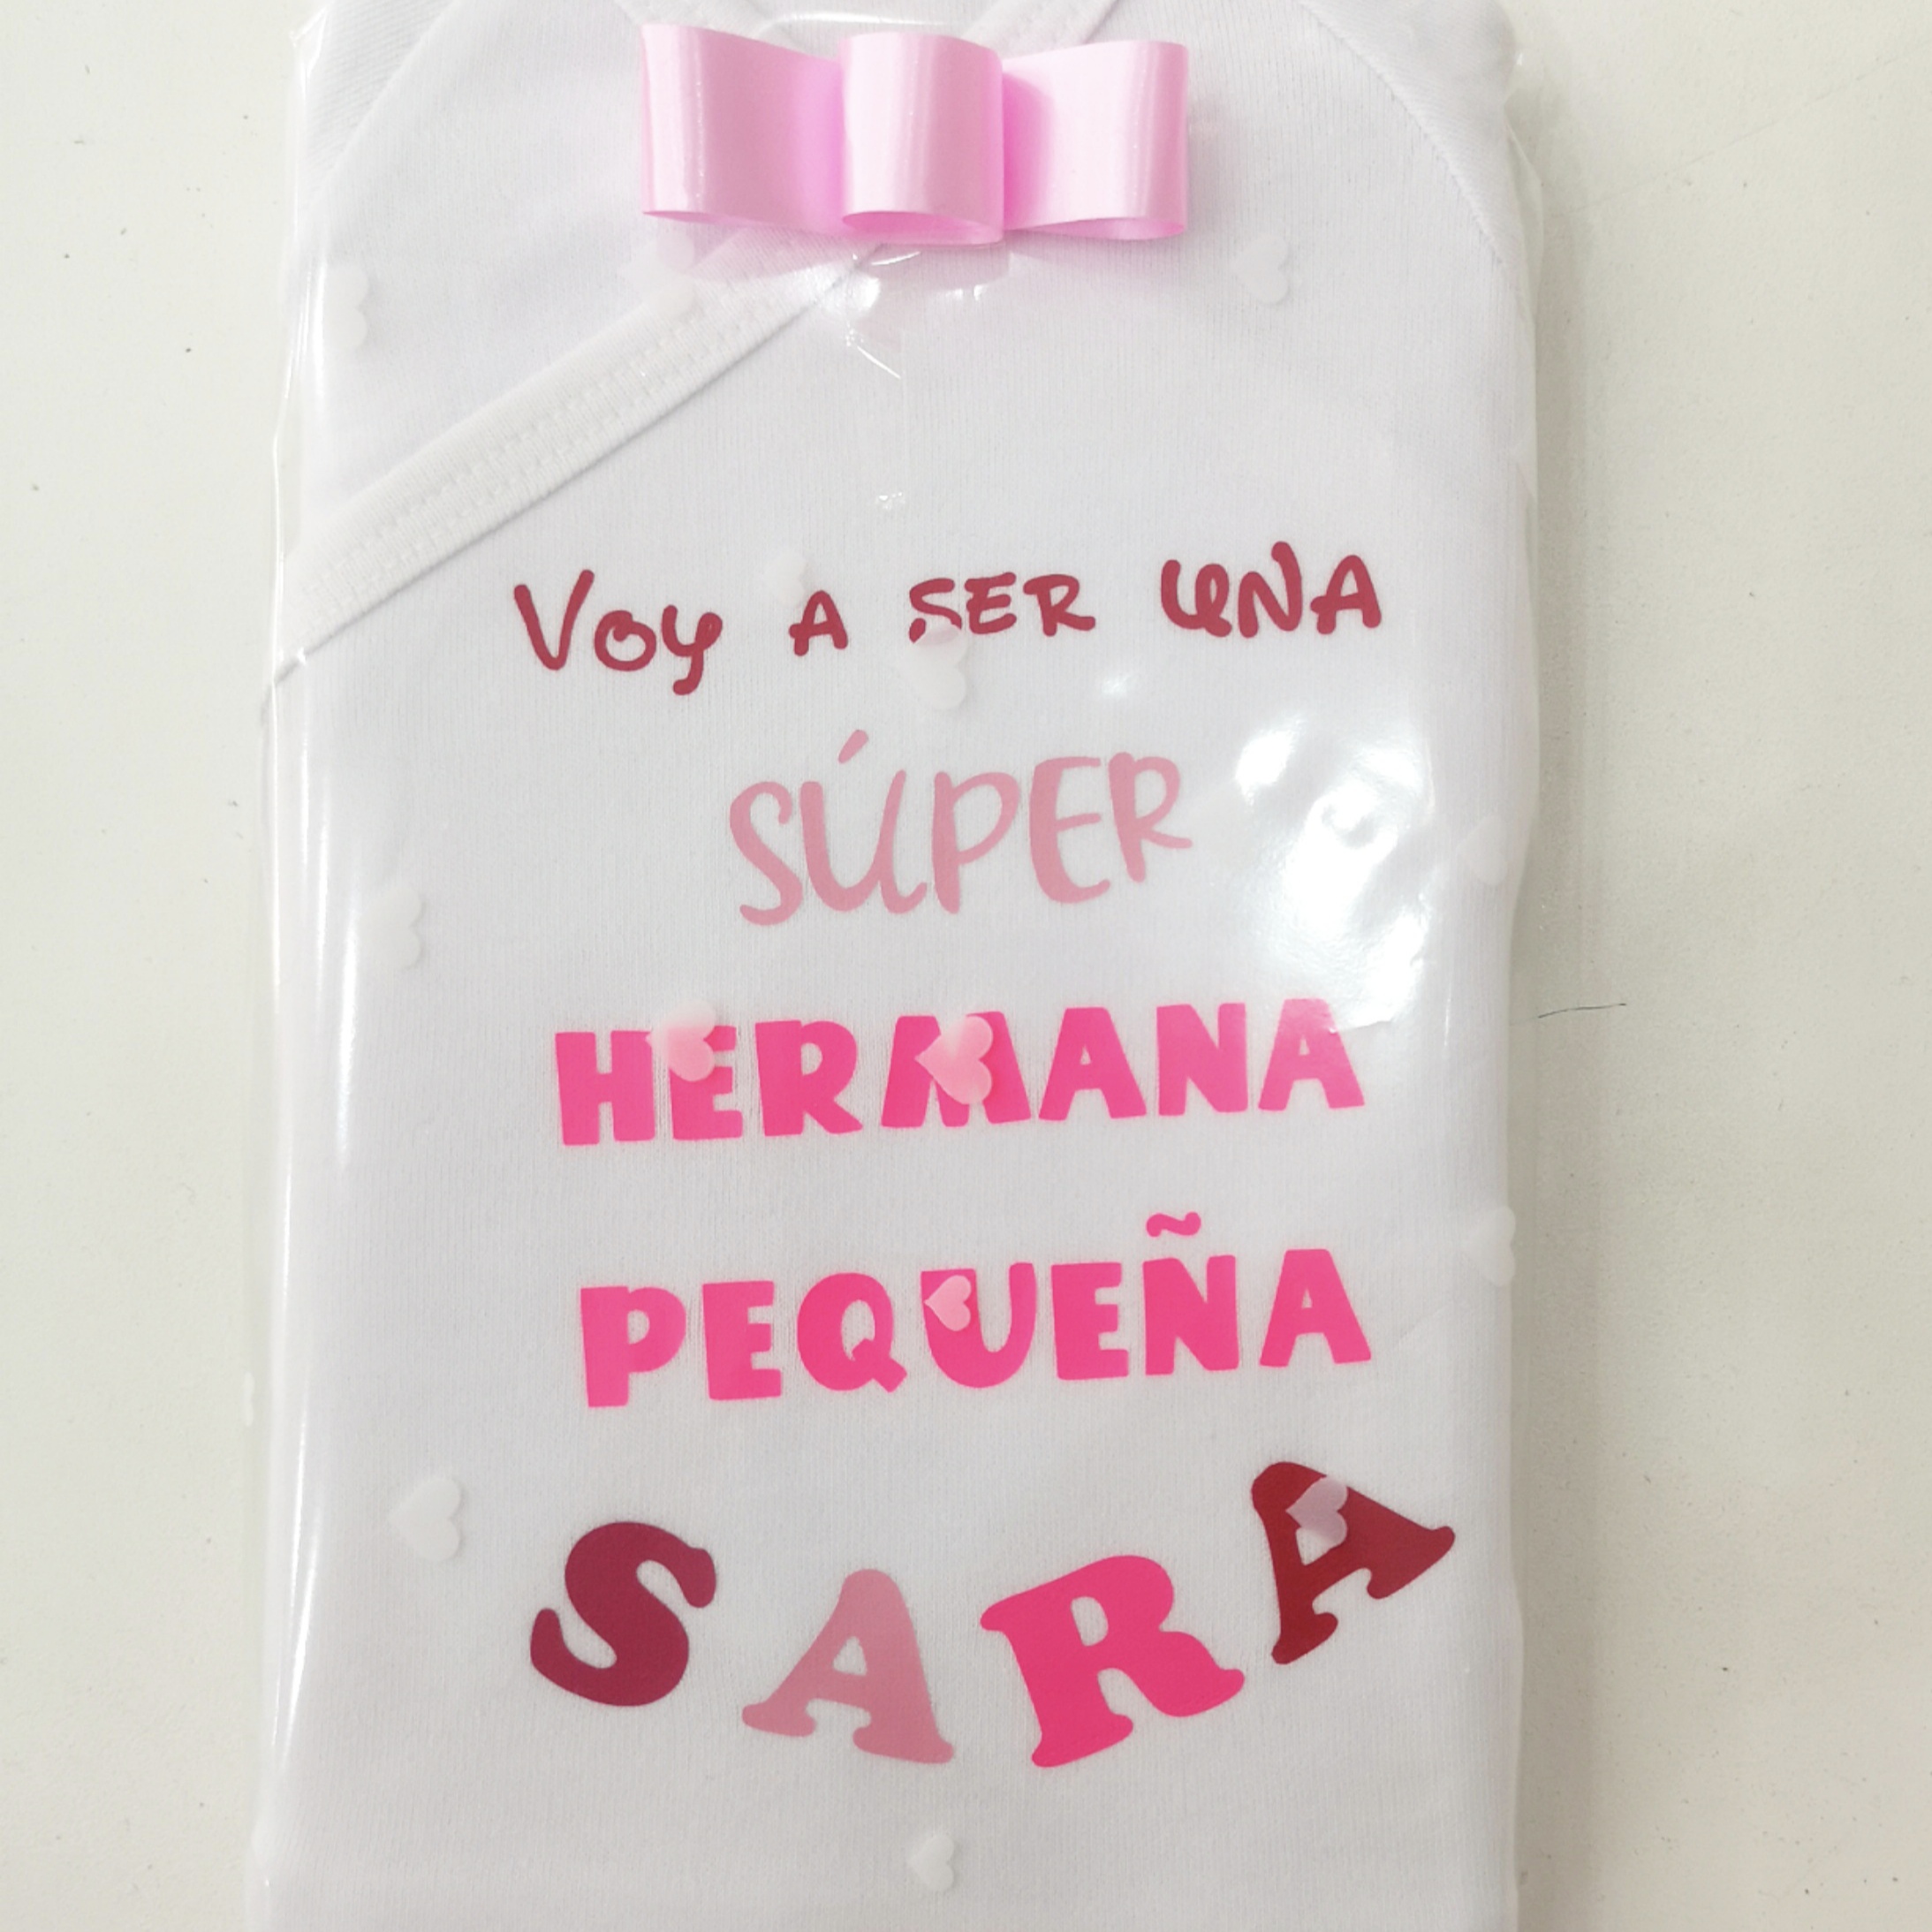 Voy A SER UNA
SÚPER
HERMANA
PEQUEÑA
SARA